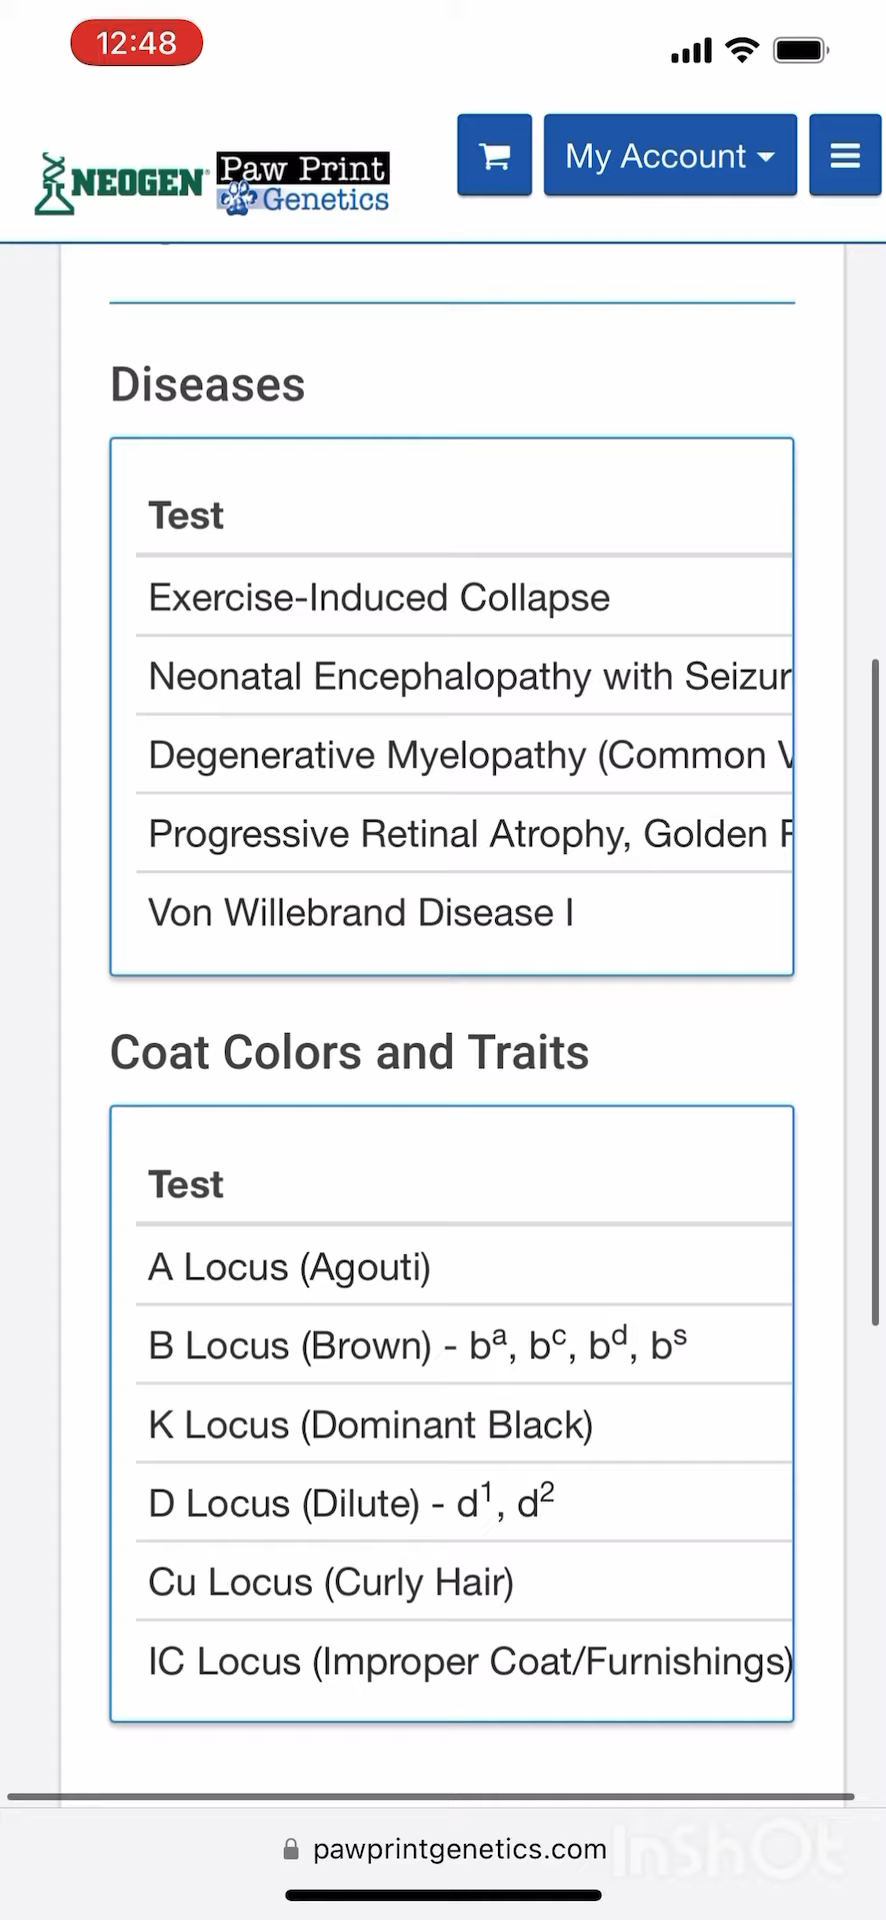 12:48
NEOGEN Paw Print Genetics
My Account
Diseases
Test
Exercise-Induced Collapse
Neonatal Encephalopathy with Seizur
Degenerative Myelopathy (Common V
Progressive Retinal Atrophy, Golden R
Von Willebrand Disease I
Coat Colors and Traits
Test
A Locus (Agouti)
B Locus (Brown) - bᵃ, bᶜ, bᵈ, bˢ
K Locus (Dominant Black)
D Locus (Dilute) - d¹, d²
Cu Locus (Curly Hair)
IC Locus (Improper Coat/Furnishings)
pawprintgenetics.com
InShOt